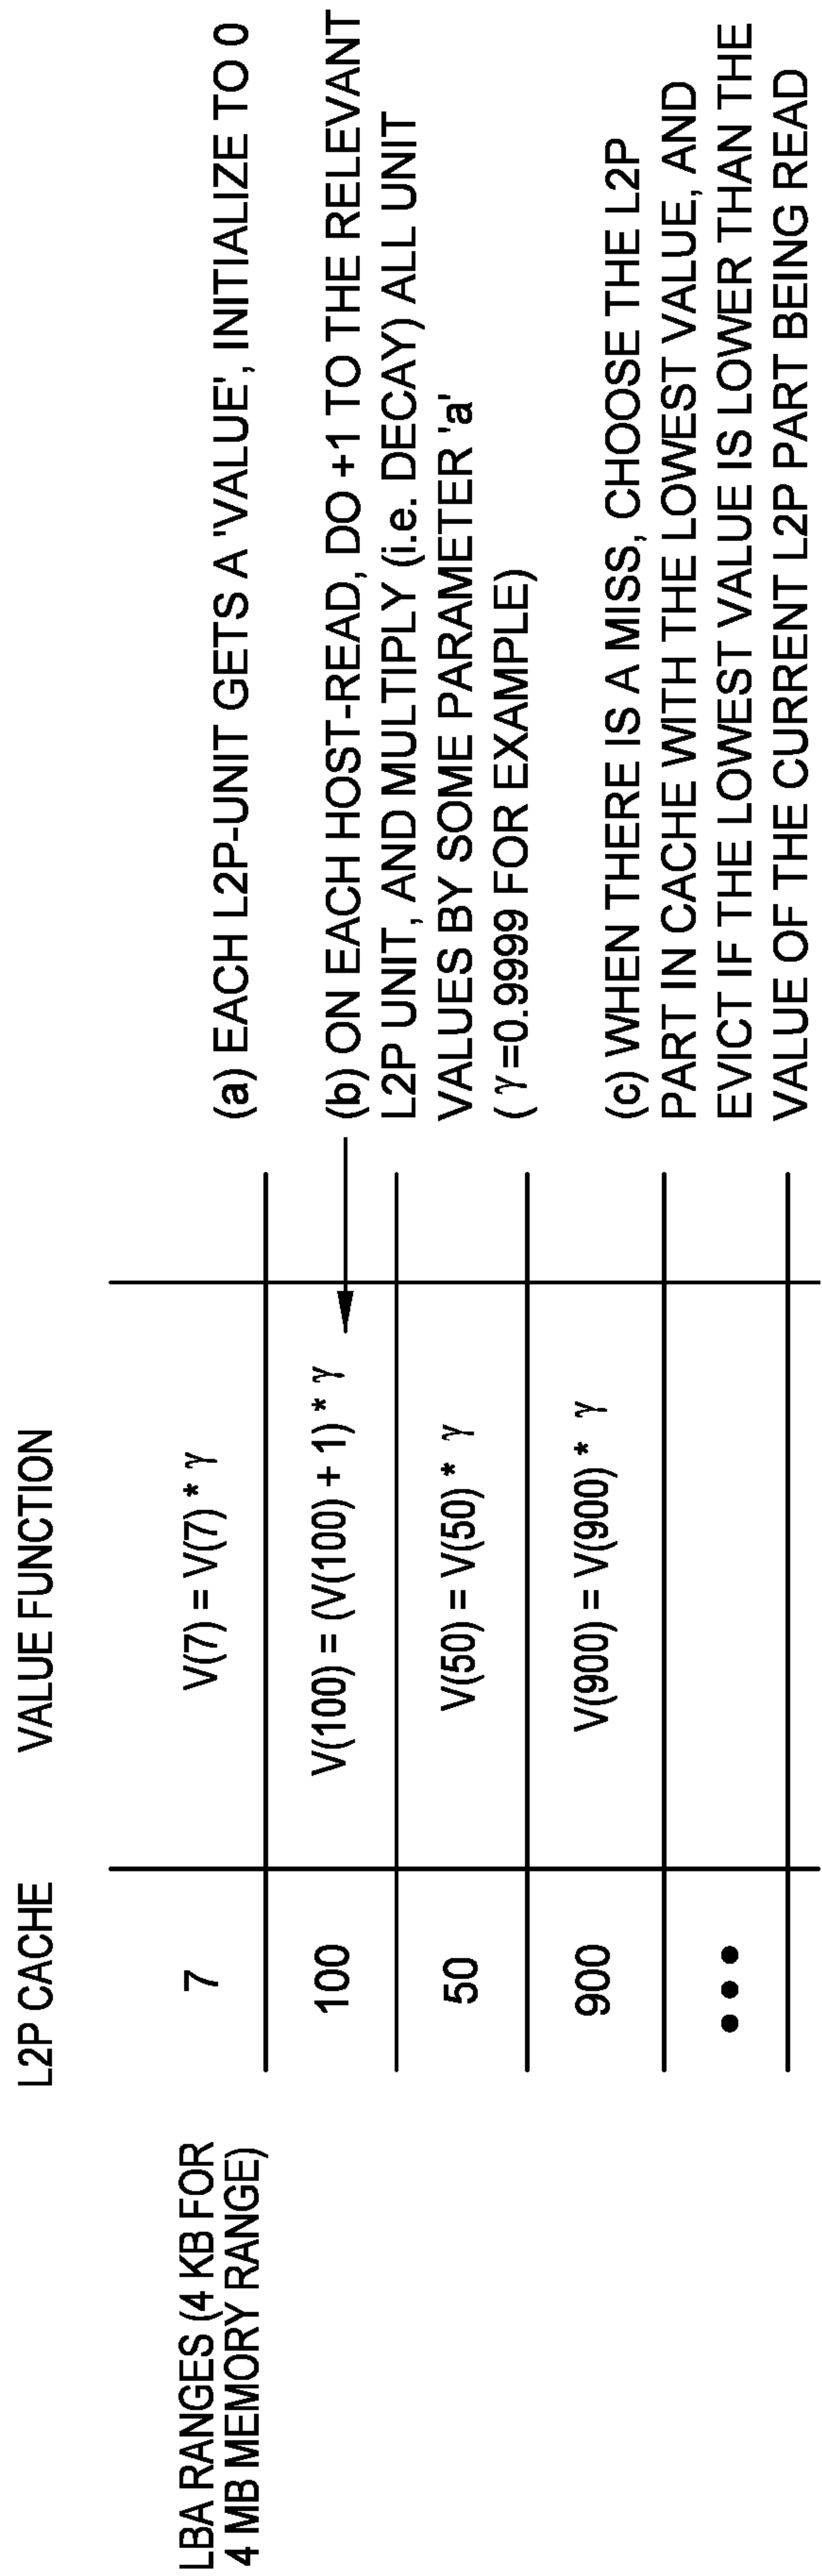 L2P CACHE
VALUE FUNCTION
LBA RANGES (4 KB FOR
4 MB MEMORY RANGE)
7
V(7) = V(7) * γ
100
V(100) = (V(100) + 1) * γ
50
V(50) = V(50) * γ
900
V(900) = V(900) * γ
•••
(a) EACH L2P-UNIT GETS A 'VALUE', INITIALIZE TO 0
(b) ON EACH HOST-READ, DO +1 TO THE RELEVANT
L2P UNIT, AND MULTIPLY (i.e. DECAY) ALL UNIT
VALUES BY SOME PARAMETER 'a'
( γ =0.9999 FOR EXAMPLE)
(c) WHEN THERE IS A MISS, CHOOSE THE L2P
PART IN CACHE WITH THE LOWEST VALUE, AND
EVICT IF THE LOWEST VALUE IS LOWER THAN THE
VALUE OF THE CURRENT L2P PART BEING READ